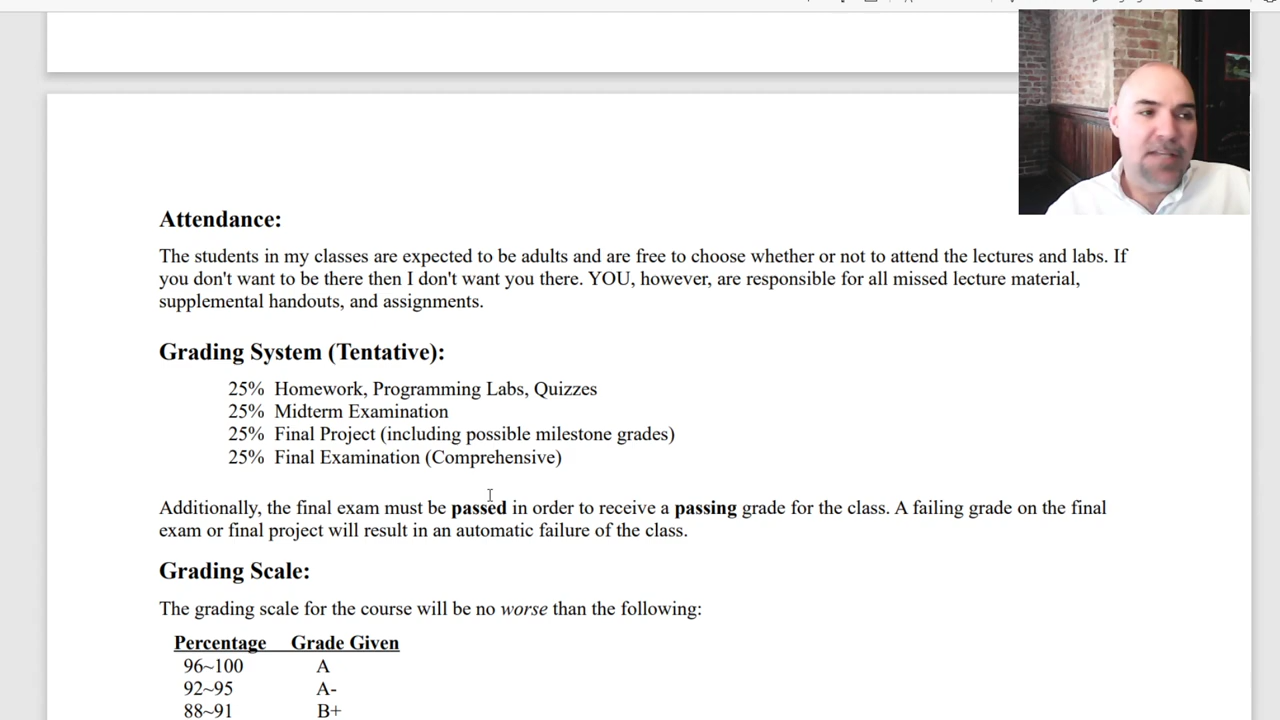 Attendance:
The students in my classes are expected to be adults and are free to choose whether or not to attend the lectures and labs. If
you don't want to be there then I don't want you there. YOU, however, are responsible for all missed lecture material,
supplemental handouts, and assignments.
Grading System (Tentative):
25% Homework, Programming Labs, Quizzes
25% Midterm Examination
25% Final Project (including possible milestone grades)
25% Final Examination (Comprehensive)
Additionally, the final exam must be passed in order to receive a passing grade for the class. A failing grade on the final
exam or final project will result in an automatic failure of the class.
Grading Scale:
The grading scale for the course will be no worse than the following:
Percentage Grade Given
96~100 A
92~95 A-
88~91 B+